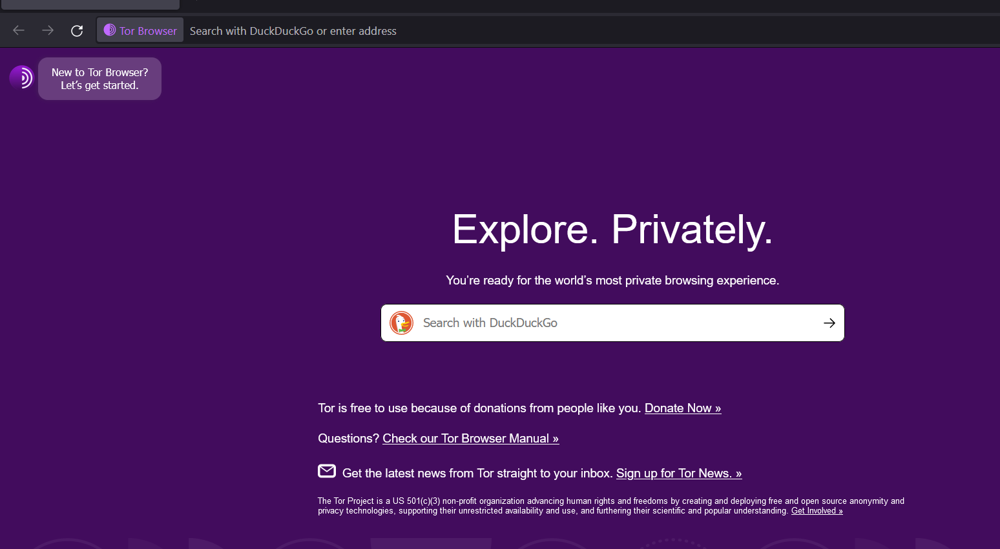 Tor Browser
Search with DuckDuckGo or enter address
New to Tor Browser?
Let’s get started.
Explore. Privately.
You’re ready for the world’s most private browsing experience.
Search with DuckDuckGo
Tor is free to use because of donations from people like you. Donate Now »
Questions? Check our Tor Browser Manual »
Get the latest news from Tor straight to your inbox. Sign up for Tor News. »
The Tor Project is a US 501(c)(3) non-profit organization advancing human rights and freedoms by creating and deploying free and open source anonymity and
privacy technologies, supporting their unrestricted availability and use, and furthering their scientific and popular understanding. Get Involved »